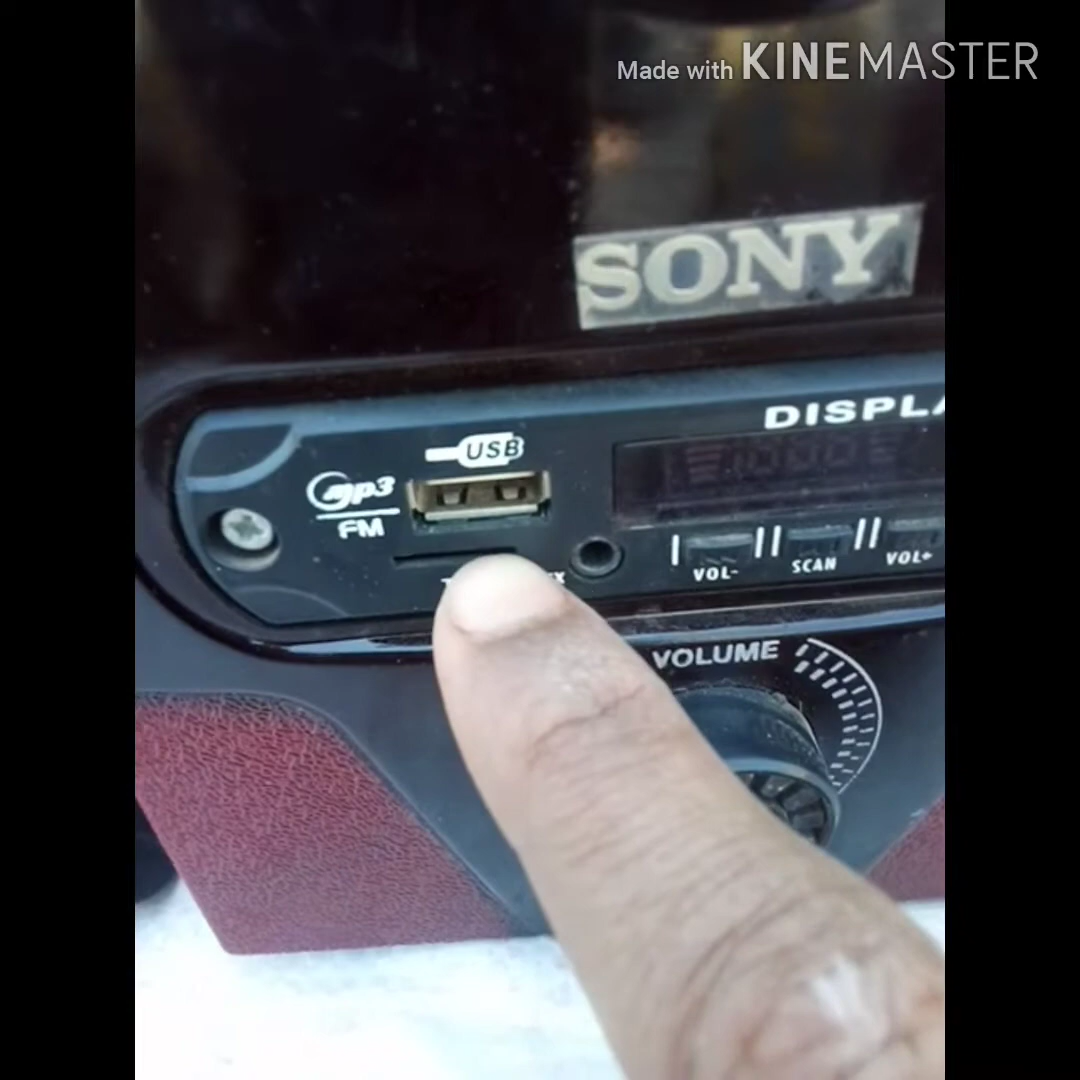 Made with KINEMASTER
SONY
DISPLA
USB
mp3
FM
VOL-
SCAN
VOL+
VOLUME